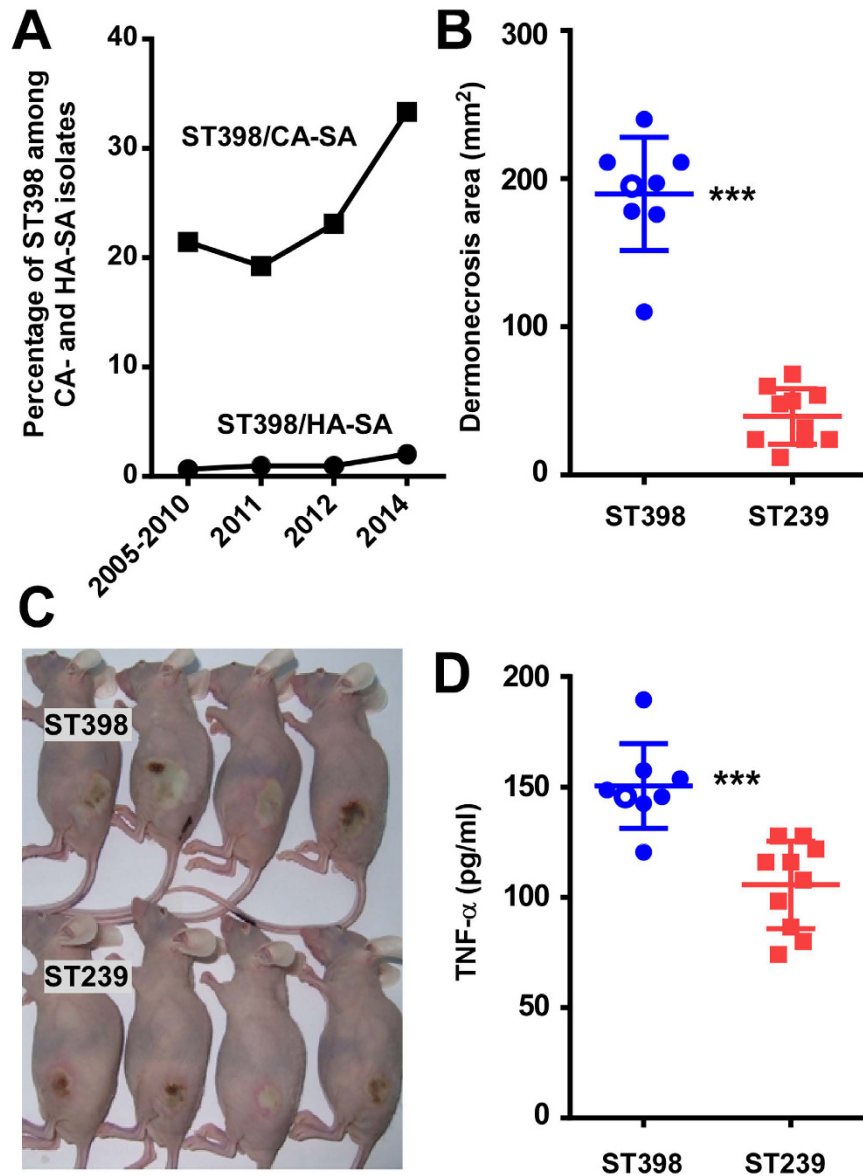 A
Percentage of ST398 among
CA- and HA-SA isolates
40
30
20
10
0
ST398/CA-SA
ST398/HA-SA
2005-2010
2011
2012
2014
B
Dermonecrosis area (mm²)
300
200
100
0
***
ST398
ST239
C
ST398
ST239
D
TNF-α (pg/ml)
200
150
100
50
0
***
ST398
ST239